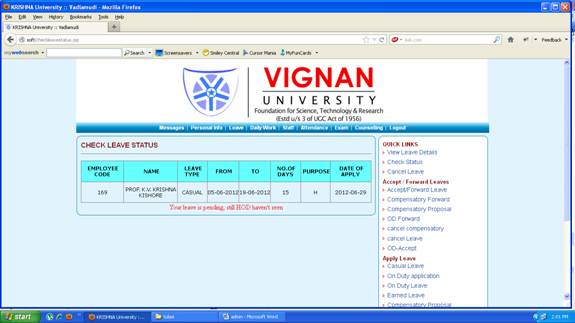 KRISHNA University :: Vadlamudi - Mozilla Firefox
File Edit View History Bookmarks Tools Help
KRISHNA University :: Vadlamudi
Ask.com
Feedback
mywebsearch
Search
Screensavers
Smiley Central
Cursor Mania
MyFunCards
VIGNAN
UNIVERSITY
Foundation for Science, Technology & Research
(Estd u/s 3 of UGC Act of 1956)
Messages | Personal Info | Leave | Daily Work | Staff | Attendance | Exam | Counselling | Logout
CHECK LEAVE STATUS
EMPLOYEE CODE NAME LEAVE TYPE FROM TO NO.OF DAYS PURPOSE DATE OF APPLY
169 PROF. K.V. KRISHNA KISHORE CASUAL 05-06-2012 19-06-2012 15 H 2012-06-29
Your leave is pending, still HOD haven't seen
QUICK LINKS
View Leave Details
Check Status
Cancel Leave
Accept / Forward Leaves
Accept/Forward Leave
Compensatory Forward
Compensatory Proposal
OD Forward
cancel compensatory
cancel Leave
OD-Accept
Apply Leave
Casual Leave
On Duty application
On Duty Leave
Earned Leave
Compensatory Proposal
start
KRISHNA University :...
tulasi
admin - Microsoft Word
2:01 PM